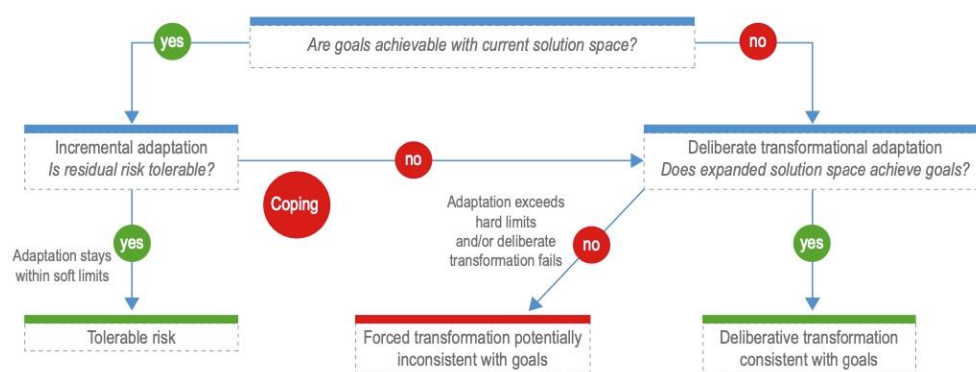 Are goals achievable with current solution space?
yes
no
Incremental adaptation
Is residual risk tolerable?
no
Deliberate transformational adaptation
Does expanded solution space achieve goals?
Coping
yes
Adaptation stays
within soft limits
Adaptation exceeds
hard limits
and/or deliberate
transformation fails
no
yes
Tolerable risk
Forced transformation potentially
inconsistent with goals
Deliberative transformation
consistent with goals